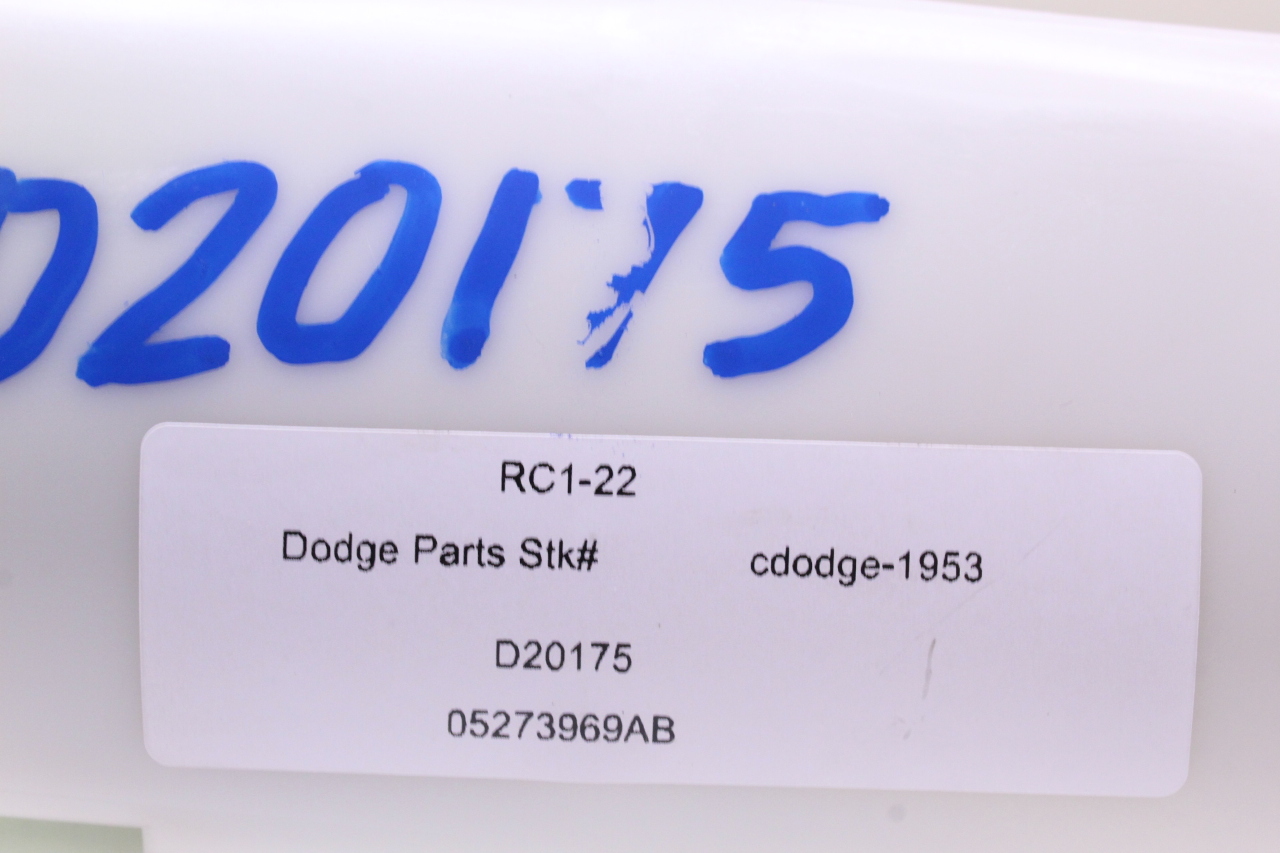 D20175
RC1-22
Dodge Parts Stk# cdodge-1953
D20175
05273969AB